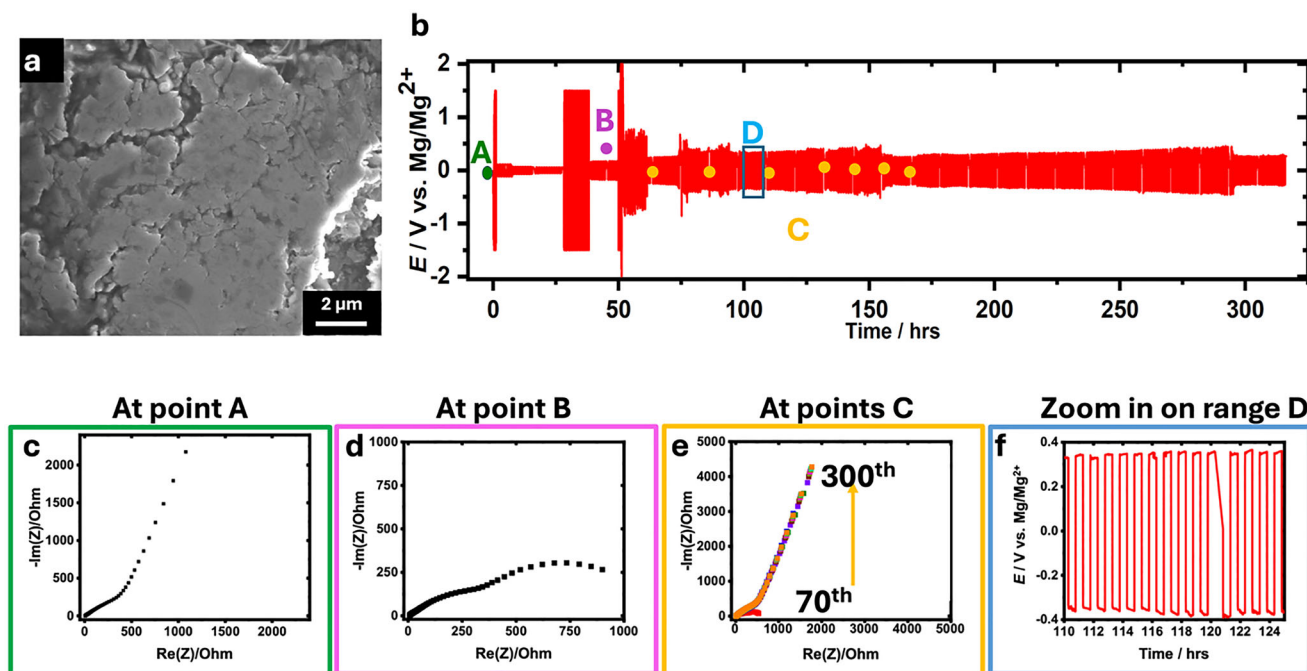 a
2 µm
b
E / V vs. Mg/Mg2+
2
1
0
-1
-2
A
B
D
C
0 50 100 150 200 250 300
Time / hrs
At point A
c
-Im(Z)/Ohm
2000
1500
1000
500
0
0 500 1000 1500 2000
Re(Z)/Ohm
At point B
d
-Im(Z)/Ohm
1000
750
500
250
0
0 250 500 750 1000
Re(Z)/Ohm
At points C
e
-Im(Z)/Ohm
5000
4000
3000
2000
1000
0
300th
70th
0 1000 2000 3000 4000 5000
Re(Z)/Ohm
Zoom in on range D
f
E / V vs. Mg/Mg2+
0.4
0.2
0.0
-0.2
-0.4
110 112 114 116 118 120 122 124
Time / hrs